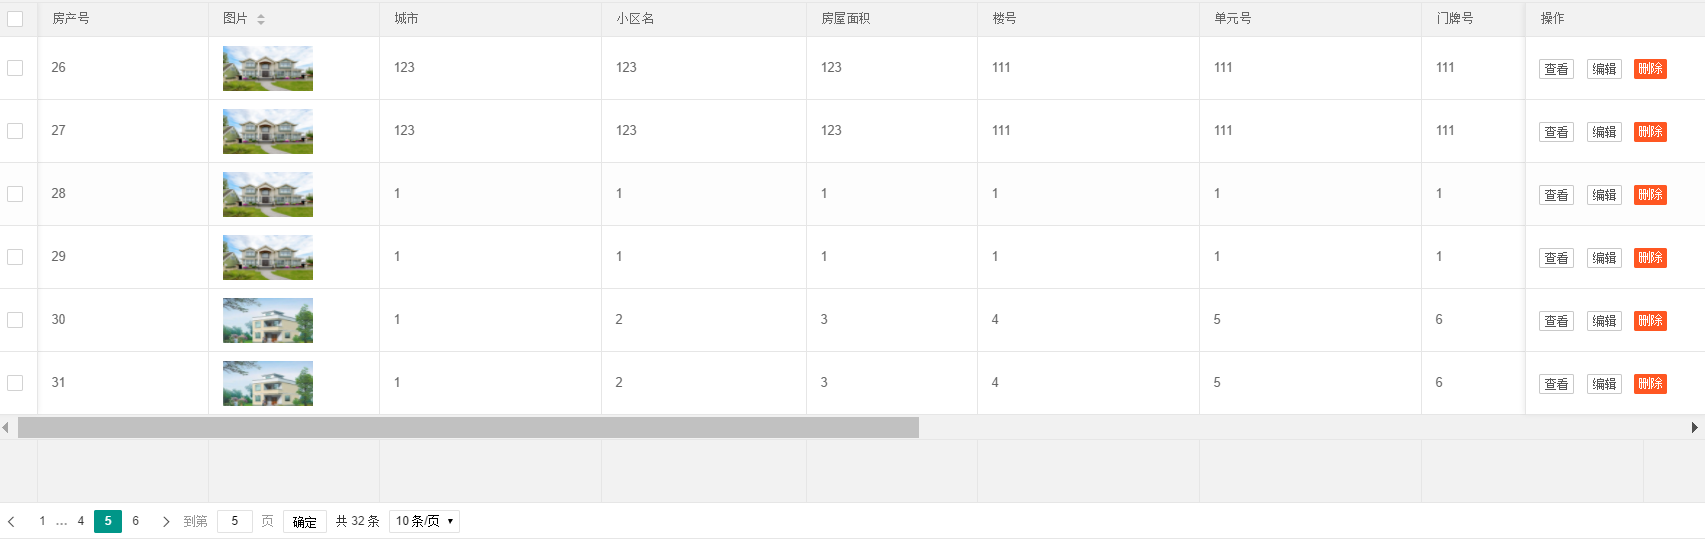 房产号 图片 城市 小区名 房屋面积 楼号 单元号 门牌号 操作
26 123 123 123 111 111 111 查看 编辑 删除
27 123 123 123 111 111 111 查看 编辑 删除
28 1 1 1 1 1 1 查看 编辑 删除
29 1 1 1 1 1 1 查看 编辑 删除
30 1 2 3 4 5 6 查看 编辑 删除
31 1 2 3 4 5 6 查看 编辑 删除
1 … 4 5 6 到第 5 页 确定 共 32 条 10 条/页